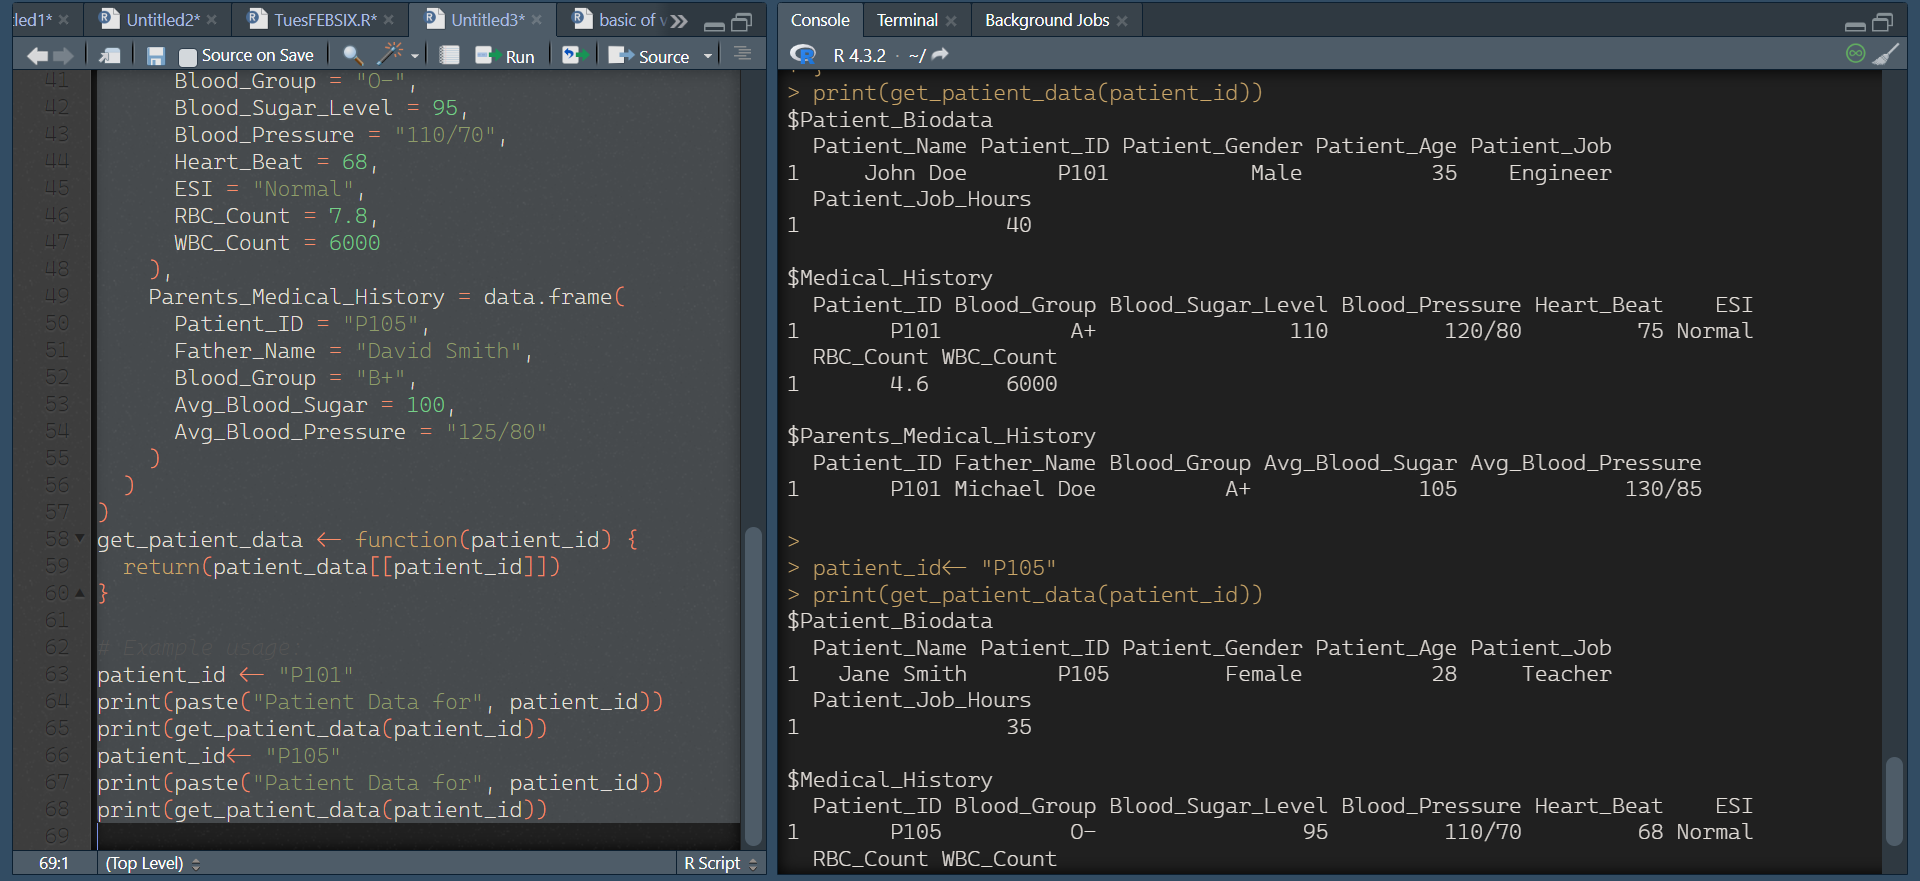 led1*
Untitled2*
TuesFEBSIX.R*
Untitled3*
basic of v
Source on Save
Run
Source
41 Blood_Group = "O-",
42 Blood_Sugar_Level = 95,
43 Blood_Pressure = "110/70",
44 Heart_Beat = 68,
45 ESI = "Normal",
46 RBC_Count = 7.8,
47 WBC_Count = 6000
48 ),
49 Parents_Medical_History = data.frame(
50 Patient_ID = "P105",
51 Father_Name = "David Smith",
52 Blood_Group = "B+",
53 Avg_Blood_Sugar = 100,
54 Avg_Blood_Pressure = "125/80"
55 )
56 )
57 )
58 get_patient_data <- function(patient_id) {
59 return(patient_data[[patient_id]])
60 }
61
62 # Example usage:
63 patient_id <- "P101"
64 print(paste("Patient Data for", patient_id))
65 print(get_patient_data(patient_id))
66 patient_id<- "P105"
67 print(paste("Patient Data for", patient_id))
68 print(get_patient_data(patient_id))
69
69:1 (Top Level) R Script
Console
Terminal
Background Jobs
R 4.3.2 · ~/
> print(get_patient_data(patient_id))
$Patient_Biodata
Patient_Name Patient_ID Patient_Gender Patient_Age Patient_Job
1 John Doe P101 Male 35 Engineer
Patient_Job_Hours
1 40
$Medical_History
Patient_ID Blood_Group Blood_Sugar_Level Blood_Pressure Heart_Beat ESI
1 P101 A+ 110 120/80 75 Normal
RBC_Count WBC_Count
1 4.6 6000
$Parents_Medical_History
Patient_ID Father_Name Blood_Group Avg_Blood_Sugar Avg_Blood_Pressure
1 P101 Michael Doe A+ 105 130/85
>
> patient_id<- "P105"
> print(get_patient_data(patient_id))
$Patient_Biodata
Patient_Name Patient_ID Patient_Gender Patient_Age Patient_Job
1 Jane Smith P105 Female 28 Teacher
Patient_Job_Hours
1 35
$Medical_History
Patient_ID Blood_Group Blood_Sugar_Level Blood_Pressure Heart_Beat ESI
1 P105 O- 95 110/70 68 Normal
RBC_Count WBC_Count